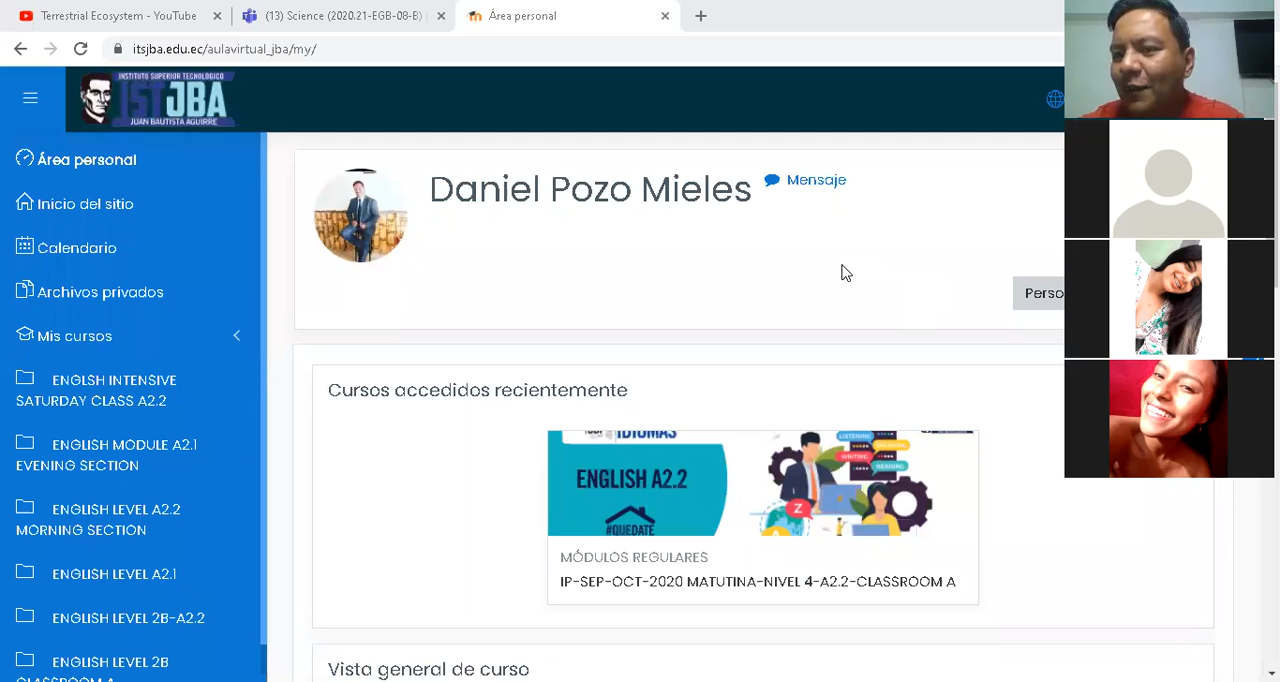 Terrestrial Ecosystem - YouTube
(13) Science (2020.21-EGB-08-B) |
Área personal
itsjba.edu.ec/aulavirtual_jba/my/
INSTITUTO SUPERIOR TECNOLÓGICO
ISTJBA
JUAN BAUTISTA AGUIRRE
Área personal
Inicio del sitio
Calendario
Archivos privados
Mis cursos
ENGLSH INTENSIVE
SATURDAY CLASS A2.2
ENGLISH MODULE A2.1
EVENING SECTION
ENGLISH LEVEL A2.2
MORNING SECTION
ENGLISH LEVEL A2.1
ENGLISH LEVEL 2B-A2.2
ENGLISH LEVEL 2B
CLASSROOM A
Daniel Pozo Mieles
Mensaje
Perso
Cursos accedidos recientemente
IDIOMAS
ENGLISH A2.2
#QUEDATE
LISTENING
WRITING
READING
Z
A
MÓDULOS REGULARES
IP-SEP-OCT-2020 MATUTINA-NIVEL 4-A2.2-CLASSROOM A
Vista general de curso